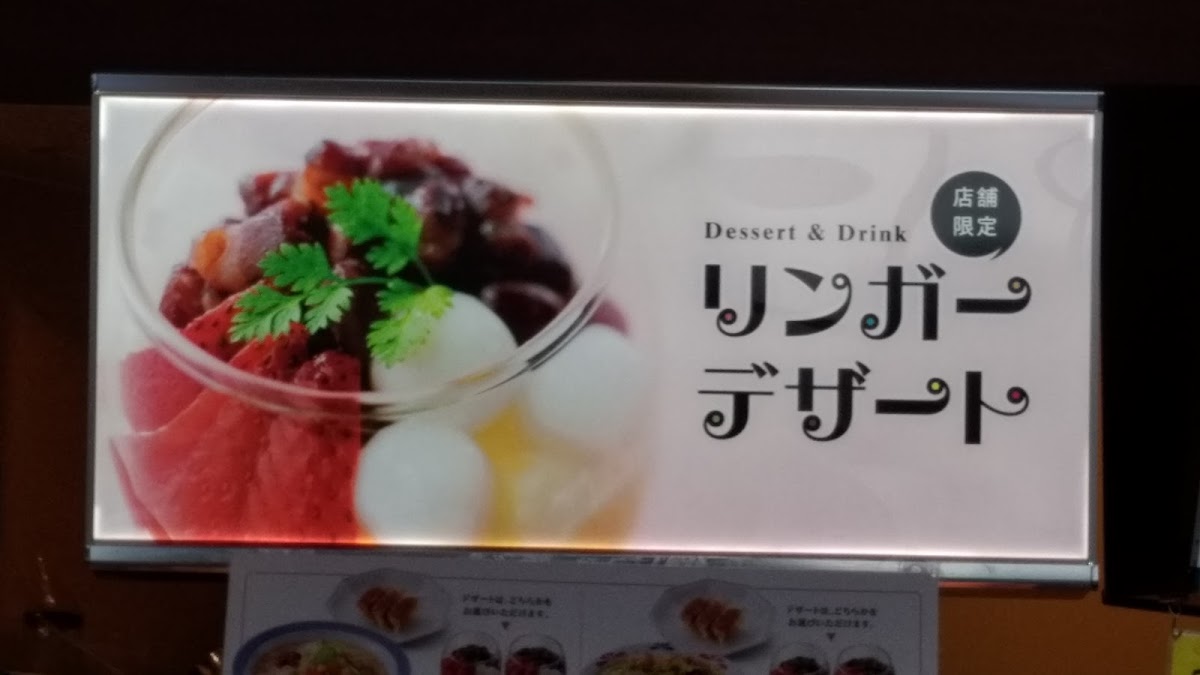 店舗
限定
Dessert & Drink
リンガー
デザート
デザートは、どちらかを
お選びいただけます。
デザートは、どちらかを
お選びいただけます。